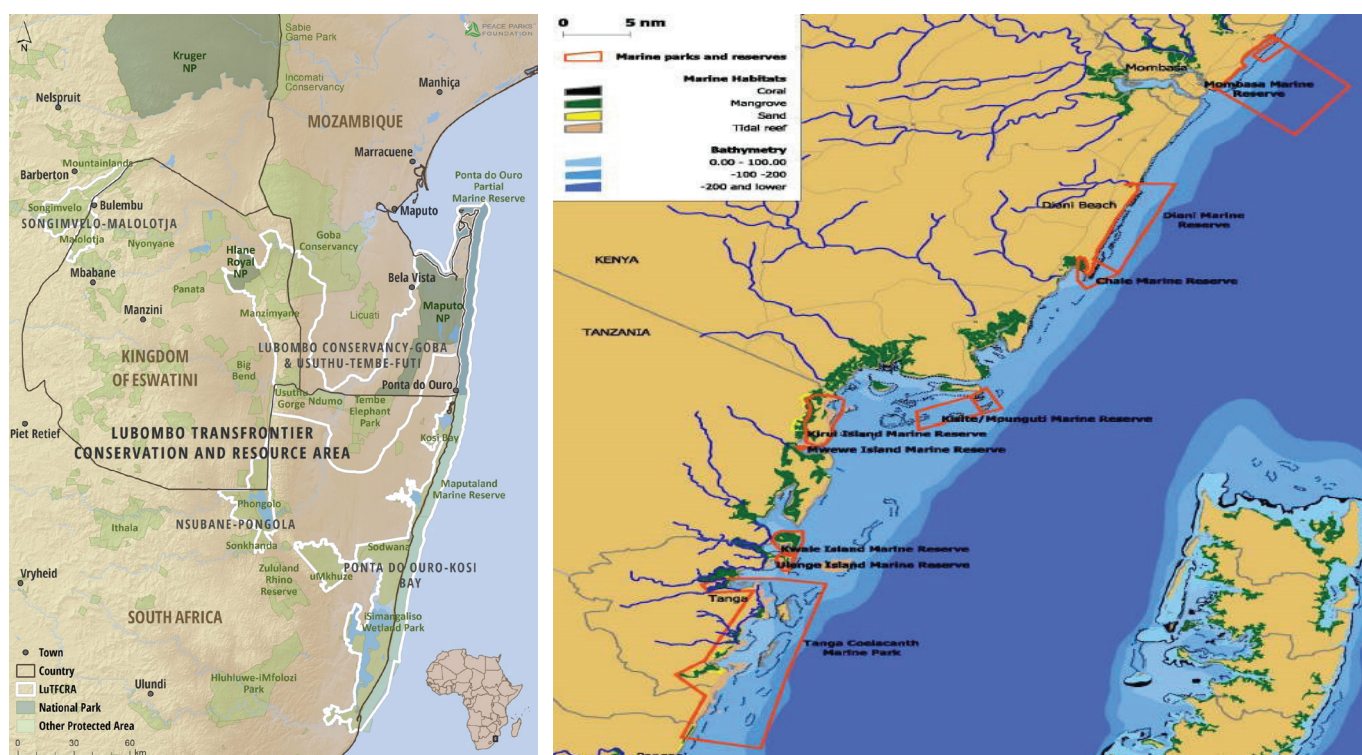 N
PEACE PARKS
FOUNDATION
Sabie
Game Park
Kruger
NP
Incomati
Conservancy
Manhiça
Nelspruit
MOZAMBIQUE
Marracuene
Mountainlands
Barberton
Ponta do Ouro
Partial
Marine Reserve
Songimvelo
Bulembu
Maputo
SONGIMVELO-MALOLOTJA
Malolotja
Nyonyane
Goba
Conservancy
Hlane
Royal
NP
Mbabane
Bela Vista
Panata
Maputo
NP
Manzini
Manzimyane
Licuati
LUBOMBO CONSERVANCY-GOBA
& USUTHU-TEMBE-FUTI
KINGDOM
OF ESWATINI
Big
Bend
Ponta do Ouro
Usuthu
Gorge
Ndumo
Tembe
Elephant
Park
Piet Retief
LUBOMBO TRANSFRONTIER
CONSERVATION AND RESOURCE AREA
Kosi Bay
Maputaland
Marine Reserve
Phongolo
NSUBANE-PONGOLA
Ithala
Sonkhanda
Sodwana
PONTA DO OURO-KOSI
BAY
Zululand
Rhino
Reserve
uMkhuze
Vryheid
SOUTH AFRICA
iSimangaliso
Wetland Park
Town
Country
LuTFCRA
National Park
Other Protected Area
Ulundi
Hluhluwe-iMfolozi
Park
0 30 60
km
0 5 nm
Marine parks and reserves
Marine Habitats
Coral
Mangrove
Sand
Tidal reef
Bathymetry
0.00 - 100.00
-100 -200
-200 and lower
Mombasa
Mombasa Marine
Reserve
Diani Beach
Diani Marine
Reserve
KENYA
Chale Marine Reserve
TANZANIA
Kisite/Mpunguti Marine Reserve
Kirui Island Marine Reserve
Mwewe Island Marine Reserve
Kwale Island Marine Reserve
Ulenge Island Marine Reserve
Tanga
Tanga Coelacanth
Marine Park